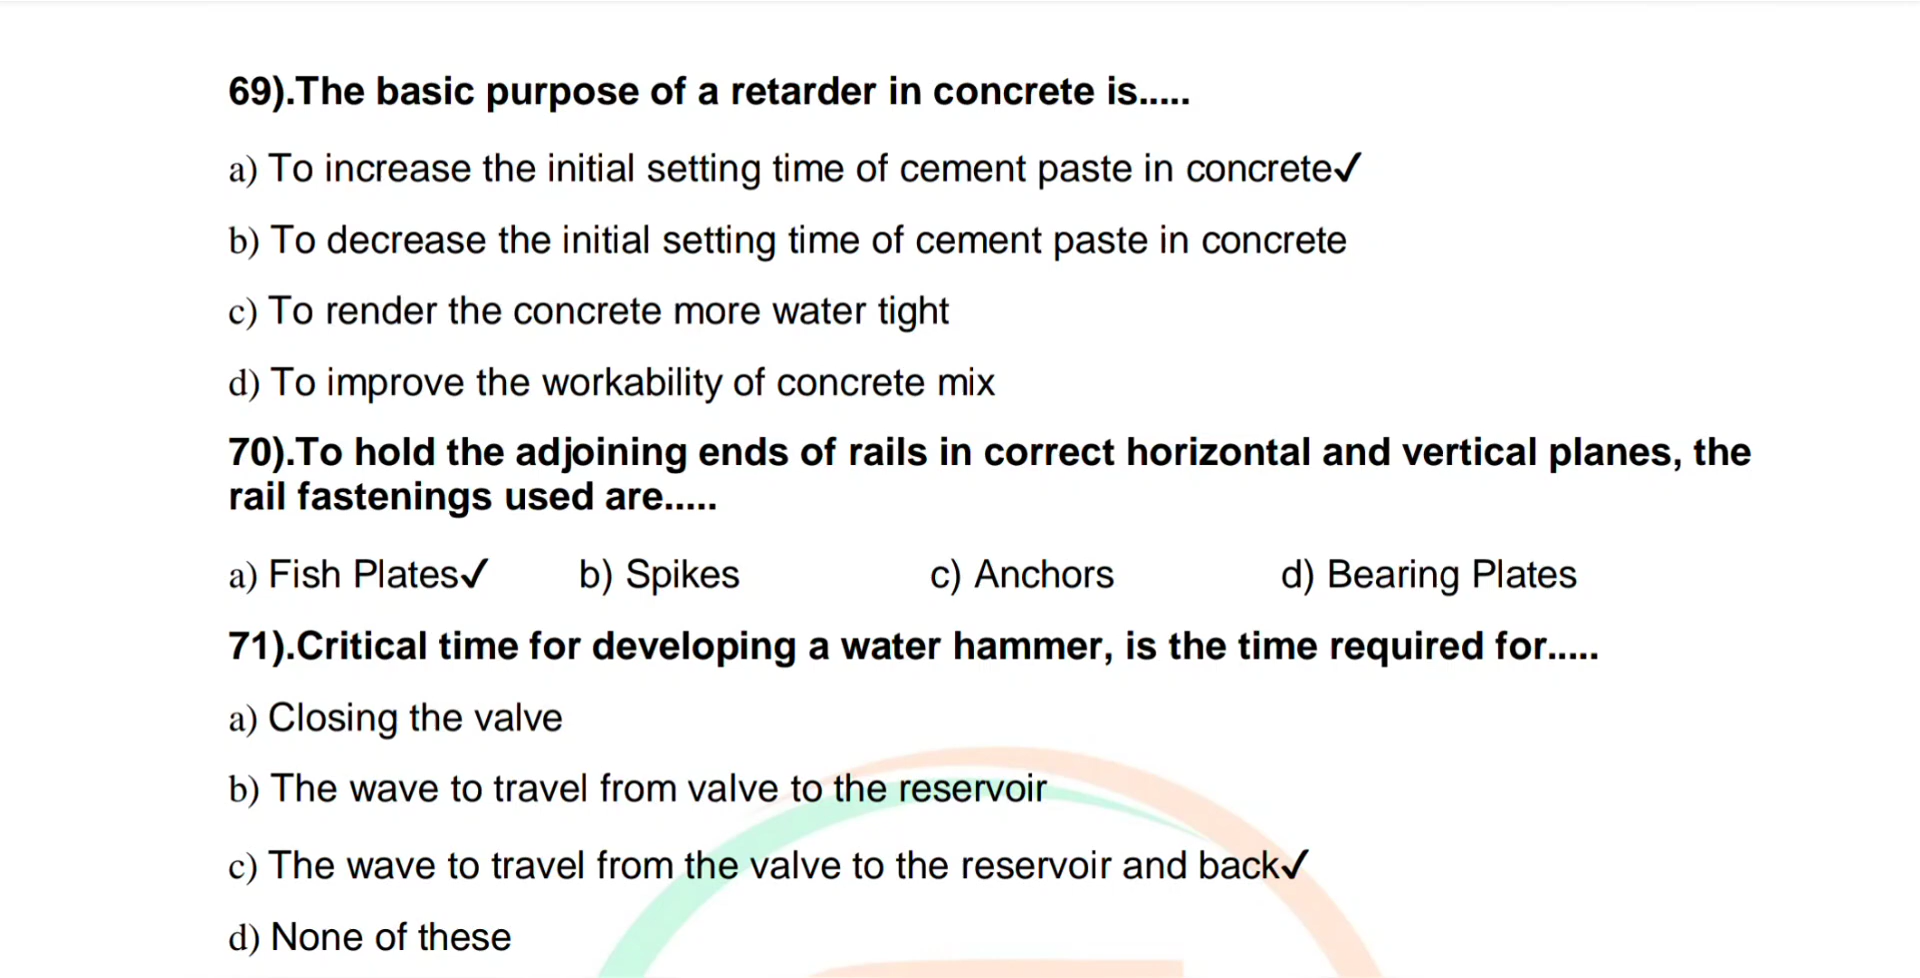 69).The basic purpose of a retarder in concrete is.....
a) To increase the initial setting time of cement paste in concrete✓
b) To decrease the initial setting time of cement paste in concrete
c) To render the concrete more water tight
d) To improve the workability of concrete mix
70).To hold the adjoining ends of rails in correct horizontal and vertical planes, the
rail fastenings used are.....
a) Fish Plates✓ b) Spikes c) Anchors d) Bearing Plates
71).Critical time for developing a water hammer, is the time required for.....
a) Closing the valve
b) The wave to travel from valve to the reservoir
c) The wave to travel from the valve to the reservoir and back✓
d) None of these